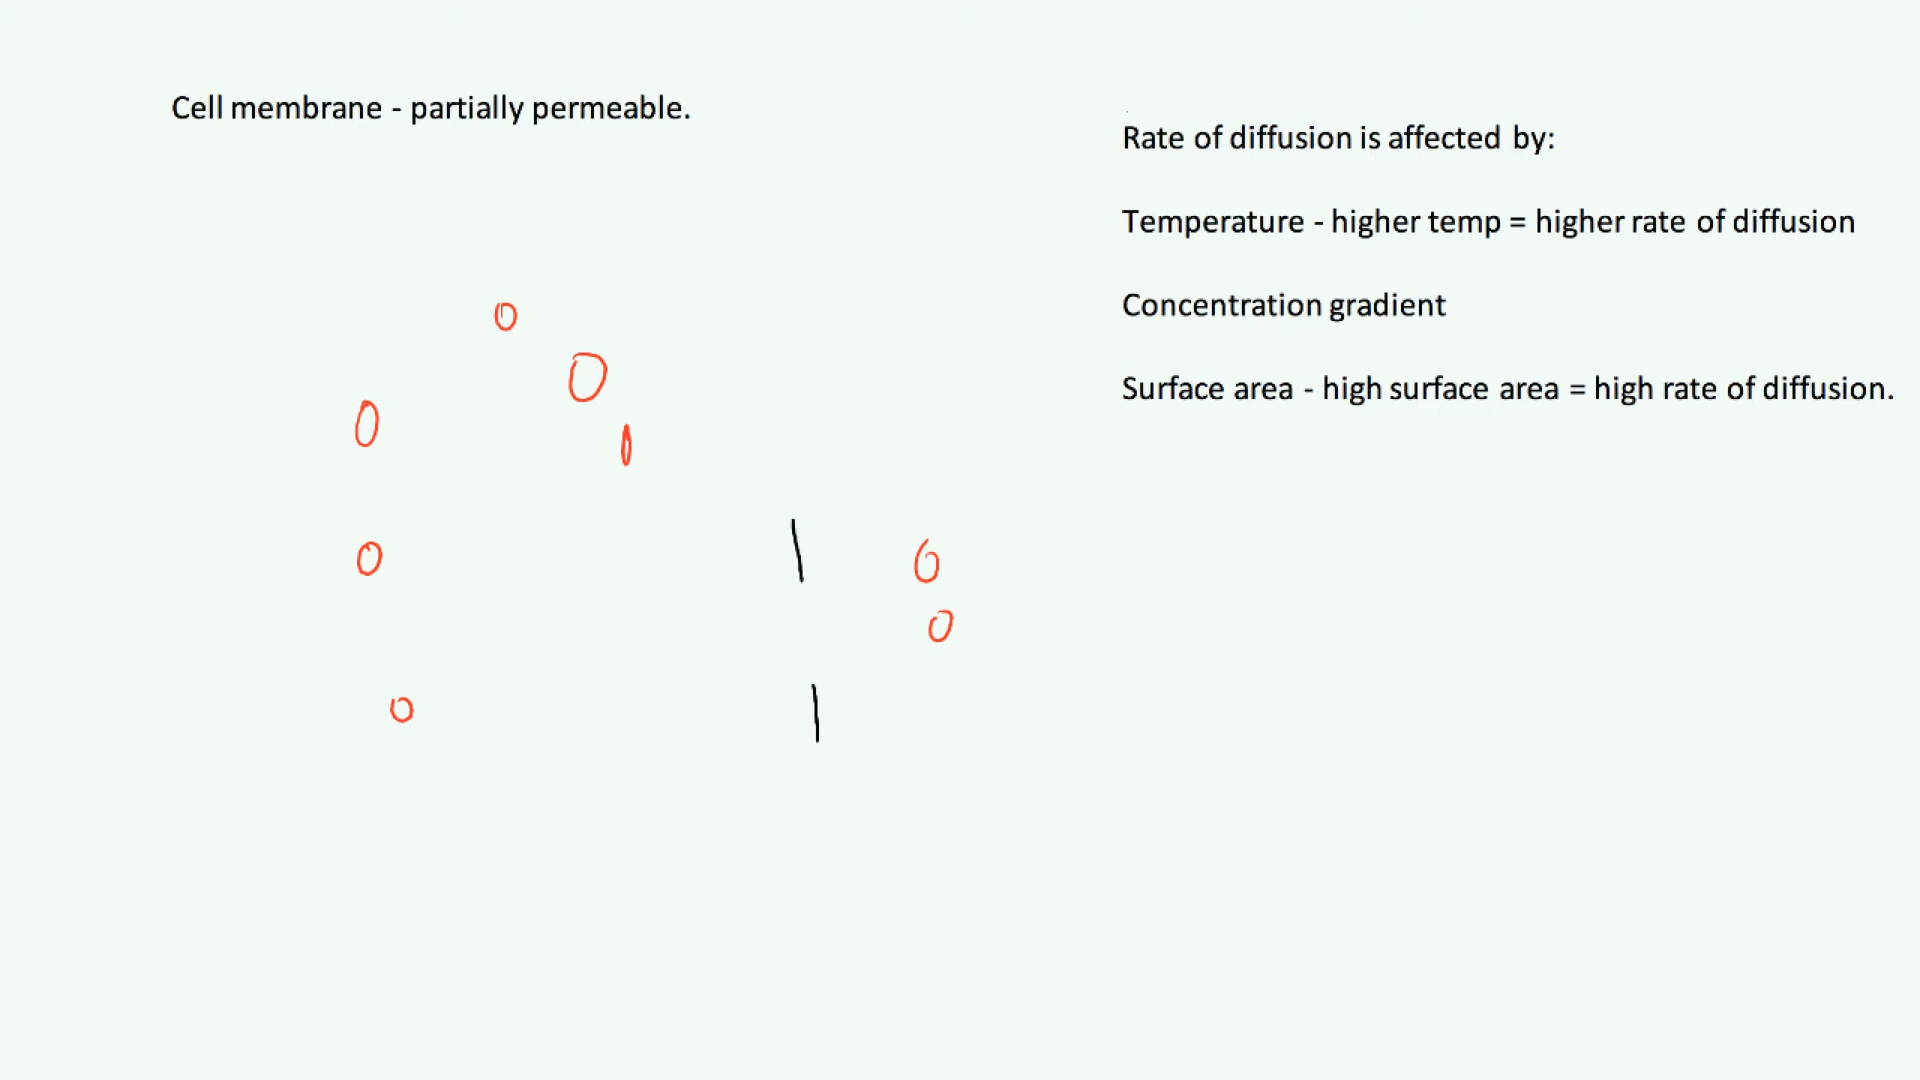 Cell membrane - partially permeable.
Rate of diffusion is affected by:
Temperature - higher temp = higher rate of diffusion
Concentration gradient
Surface area - high surface area = high rate of diffusion.